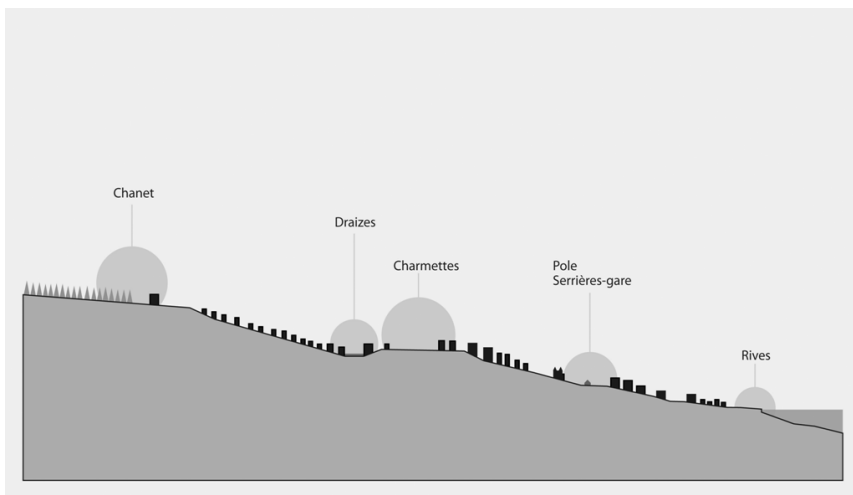 Chanet
Draizes
Charmettes
Pole
Serrières-gare
Rives